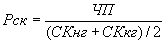 Рск = ЧП / ((СКнг + СКкг) / 2)